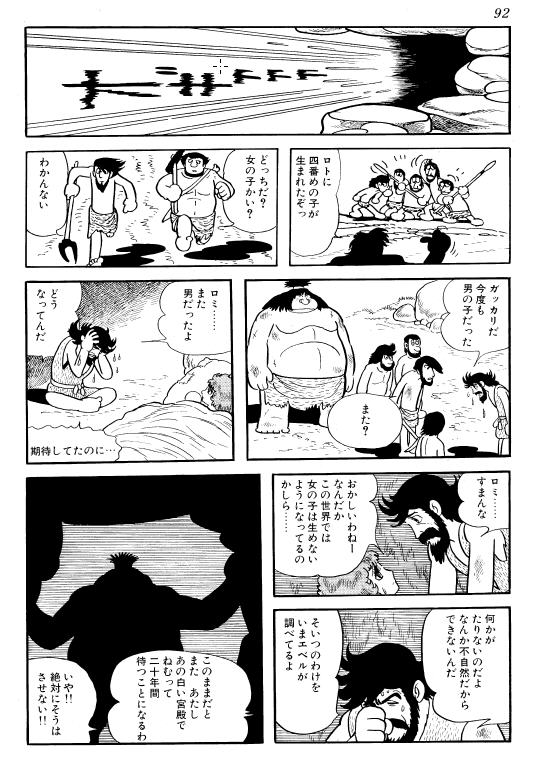 92
ロトに
四番めの子が
生まれたぞっ
どっちだ?
女の子かい?
わかんない
ガッカリだ
今度も
男の子だった
また?
ロミ……
また
男だったよ
どう
なってんだ
期待してたのに…
ロミ……
すまんな
おかしいわねー
なんだか
この世界では
女の子は生めない
ようになってるの
かしら……
何かが
たりないのだよ
なんか不自然だから
できないんだ
そいつのわけを
いまエベルが
調べてるよ
このままだと
また あたし
あの白い宮殿で
ねむって
二十年間
待つことになるわ
いや!!
絶対にそうは
させない!!